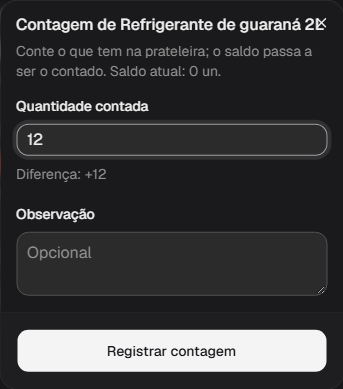 Contagem de Refrigerante de guaraná 2L
Conte o que tem na prateleira; o saldo passa a
ser o contado. Saldo atual: 0 un.
Quantidade contada
12
Diferença: +12
Observação
Opcional
Registrar contagem